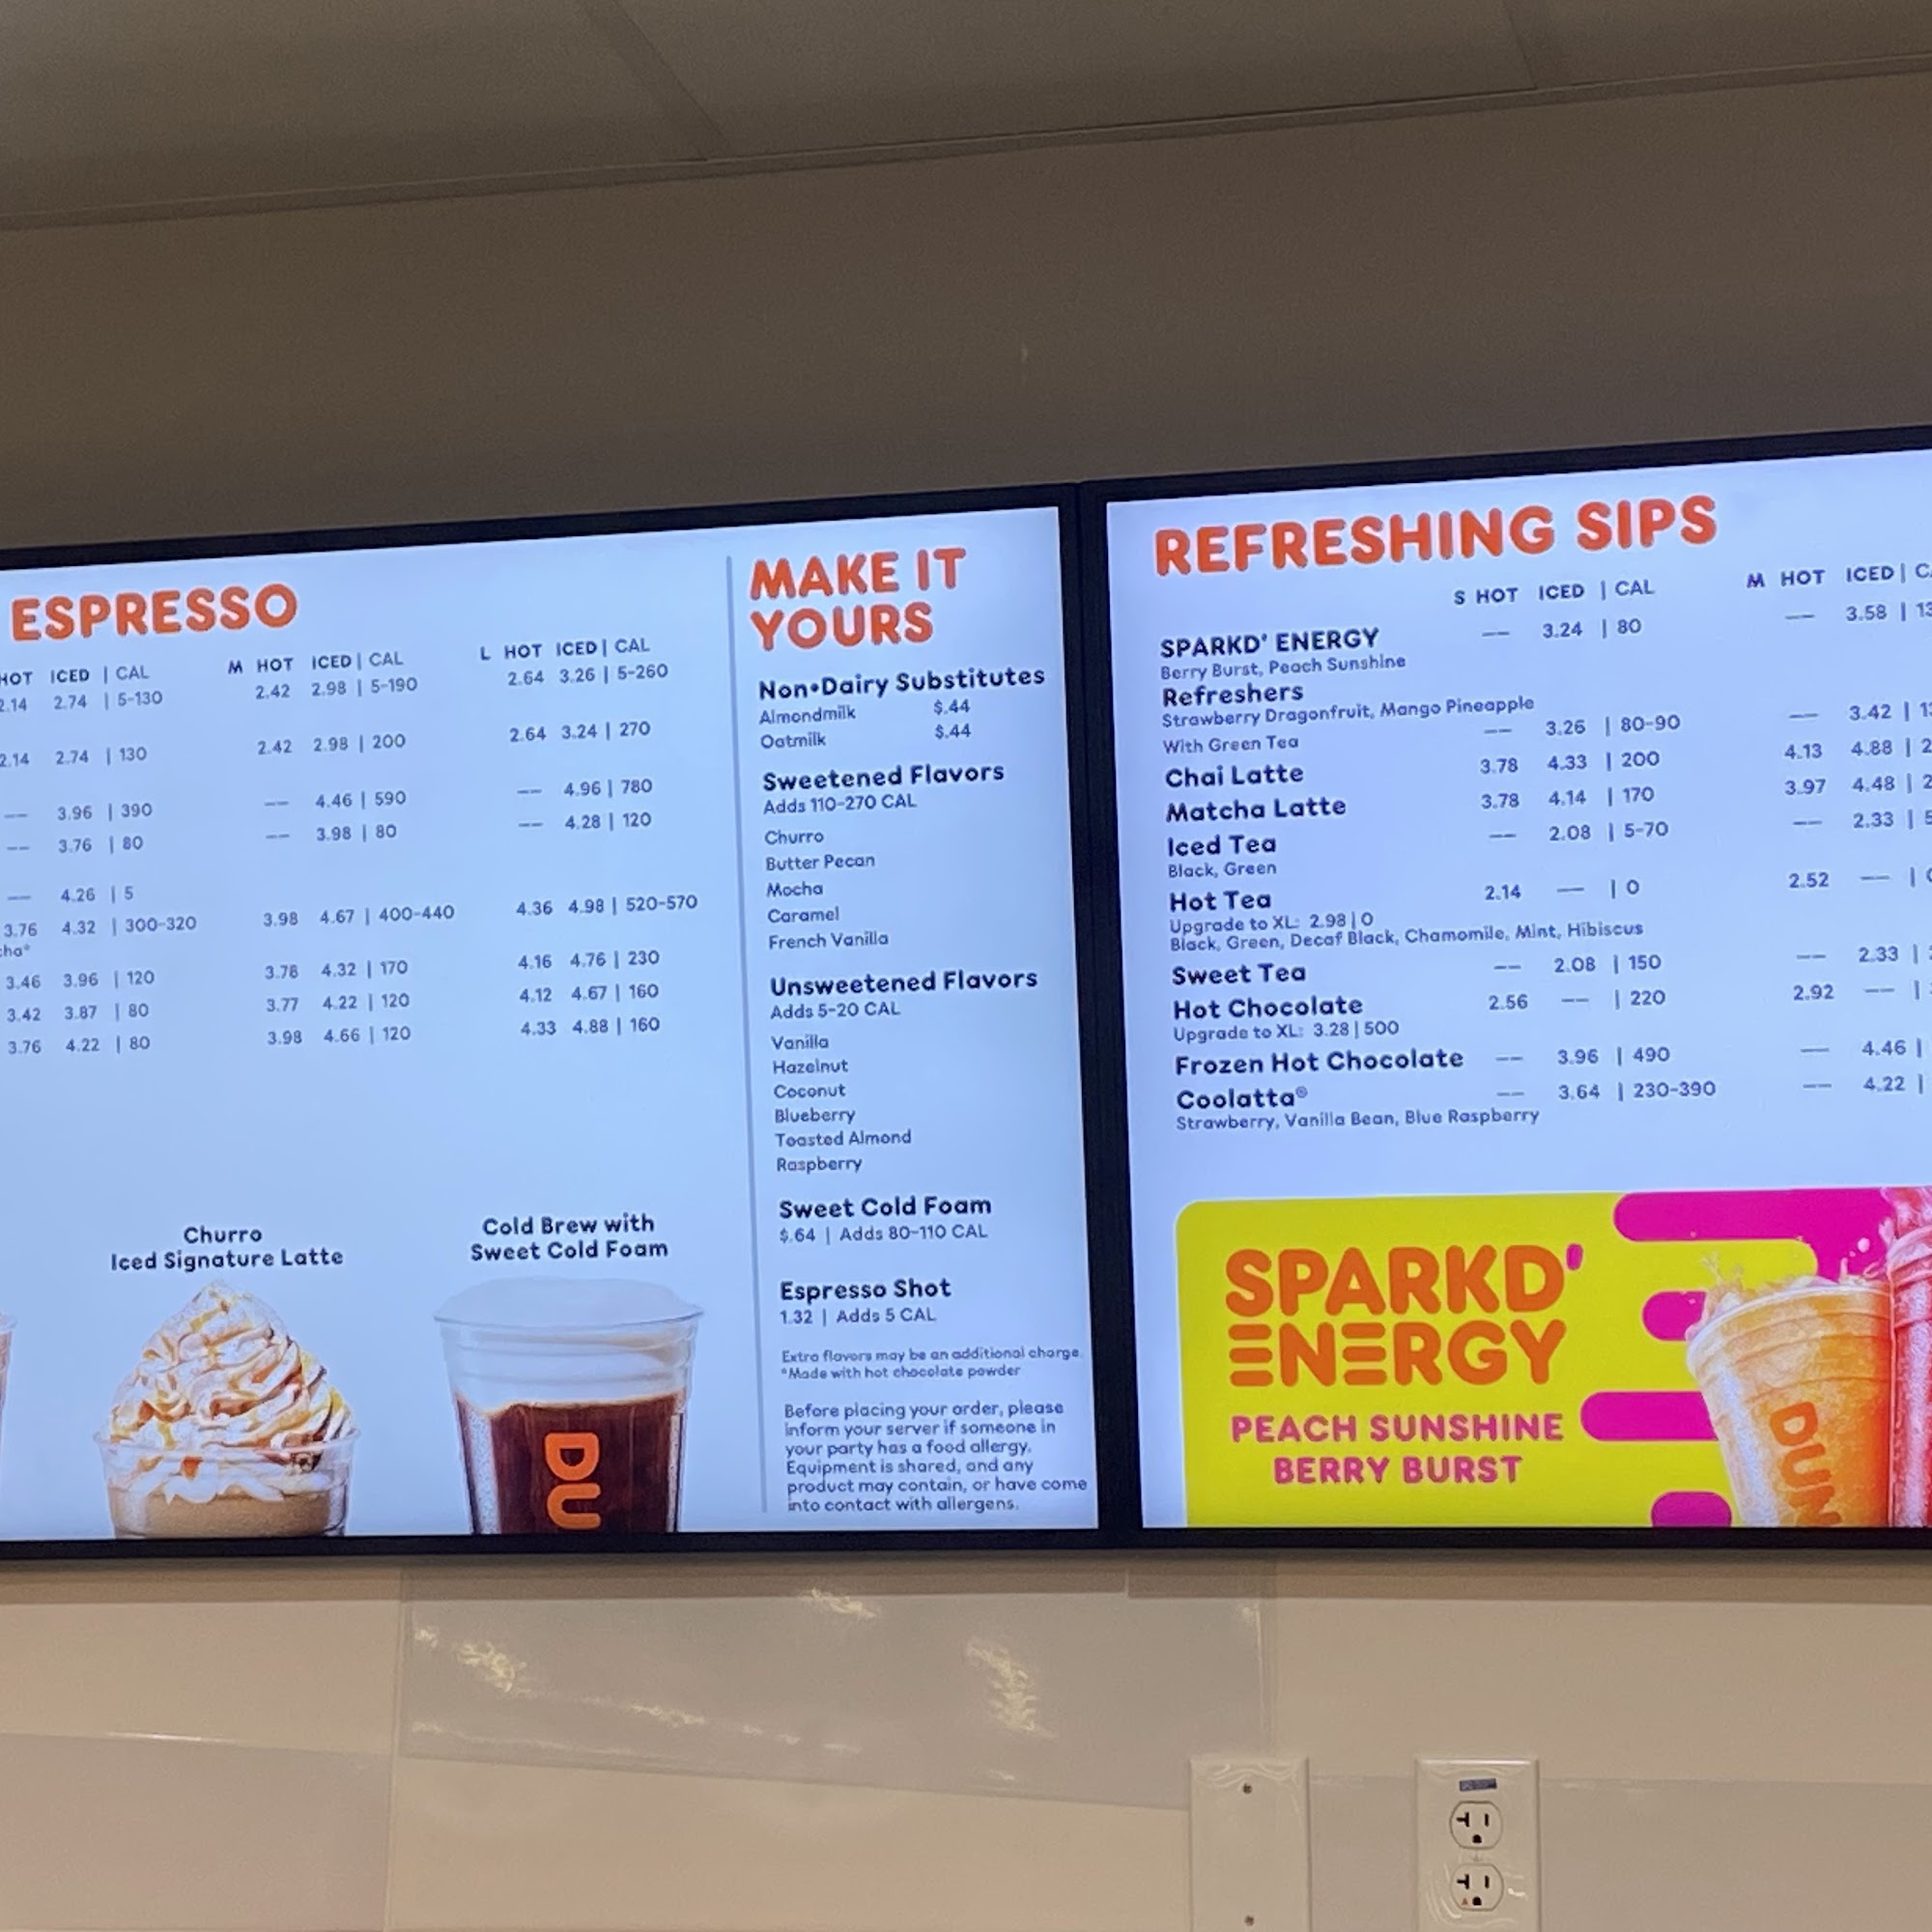 ESPRESSO
HOT ICED | CAL M HOT ICED | CAL L HOT ICED | CAL
2.14 2.74 | 5-130 2.42 2.98 | 5-190 2.64 3.26 | 5-260
2.14 2.74 | 130 2.42 2.98 | 200 2.64 3.24 | 270
-- 3.96 | 390 -- 4.46 | 590 -- 4.96 | 780
-- 3.76 | 80 -- 3.98 | 80 -- 4.28 | 120
-- 4.26 | 5
3.76 4.32 | 300-320 3.98 4.67 | 400-440 4.36 4.98 | 520-570
3.46 3.96 | 120 3.78 4.32 | 170 4.16 4.76 | 230
3.42 3.87 | 80 3.77 4.22 | 120 4.12 4.67 | 160
3.76 4.22 | 80 3.98 4.66 | 120 4.33 4.88 | 160
Churro
Iced Signature Latte
Cold Brew with
Sweet Cold Foam
DU
MAKE IT
YOURS
Non•Dairy Substitutes
Almondmilk $.44
Oatmilk $.44
Sweetened Flavors
Adds 110-270 CAL
Churro
Butter Pecan
Mocha
Caramel
French Vanilla
Unsweetened Flavors
Adds 5-20 CAL
Vanilla
Hazelnut
Coconut
Blueberry
Toasted Almond
Raspberry
Sweet Cold Foam
$.64 | Adds 80-110 CAL
Espresso Shot
1.32 | Adds 5 CAL
Extra flavors may be an additional charge.
*Made with hot chocolate powder
Before placing your order, please
inform your server if someone in
your party has a food allergy.
Equipment is shared, and any
product may contain, or have come
into contact with allergens.
REFRESHING SIPS
S HOT ICED | CAL M HOT ICED |
SPARKD' ENERGY -- 3.24 | 80 -- 3.58 |
Berry Burst, Peach Sunshine
Refreshers
Strawberry Dragonfruit, Mango Pineapple
With Green Tea -- 3.26 | 80-90 -- 3.42 |
Chai Latte 3.78 4.33 | 200 4.13 4.88 |
Matcha Latte 3.78 4.14 | 170 3.97 4.48 |
Iced Tea -- 2.08 | 5-70 -- 2.33 |
Black, Green
Hot Tea 2.14 -- | 0 2.52 -- |
Upgrade to XL: 2.98 | 0
Black, Green, Decaf Black, Chamomile, Mint, Hibiscus
Sweet Tea -- 2.08 | 150 -- 2.33 |
Hot Chocolate 2.56 -- | 220 2.92 -- |
Upgrade to XL: 3.28 | 500
Frozen Hot Chocolate -- 3.96 | 490 -- 4.46 |
Coolatta® -- 3.64 | 230-390 -- 4.22 |
Strawberry, Vanilla Bean, Blue Raspberry
SPARKD'
ENERGY
PEACH SUNSHINE
BERRY BURST
DUN